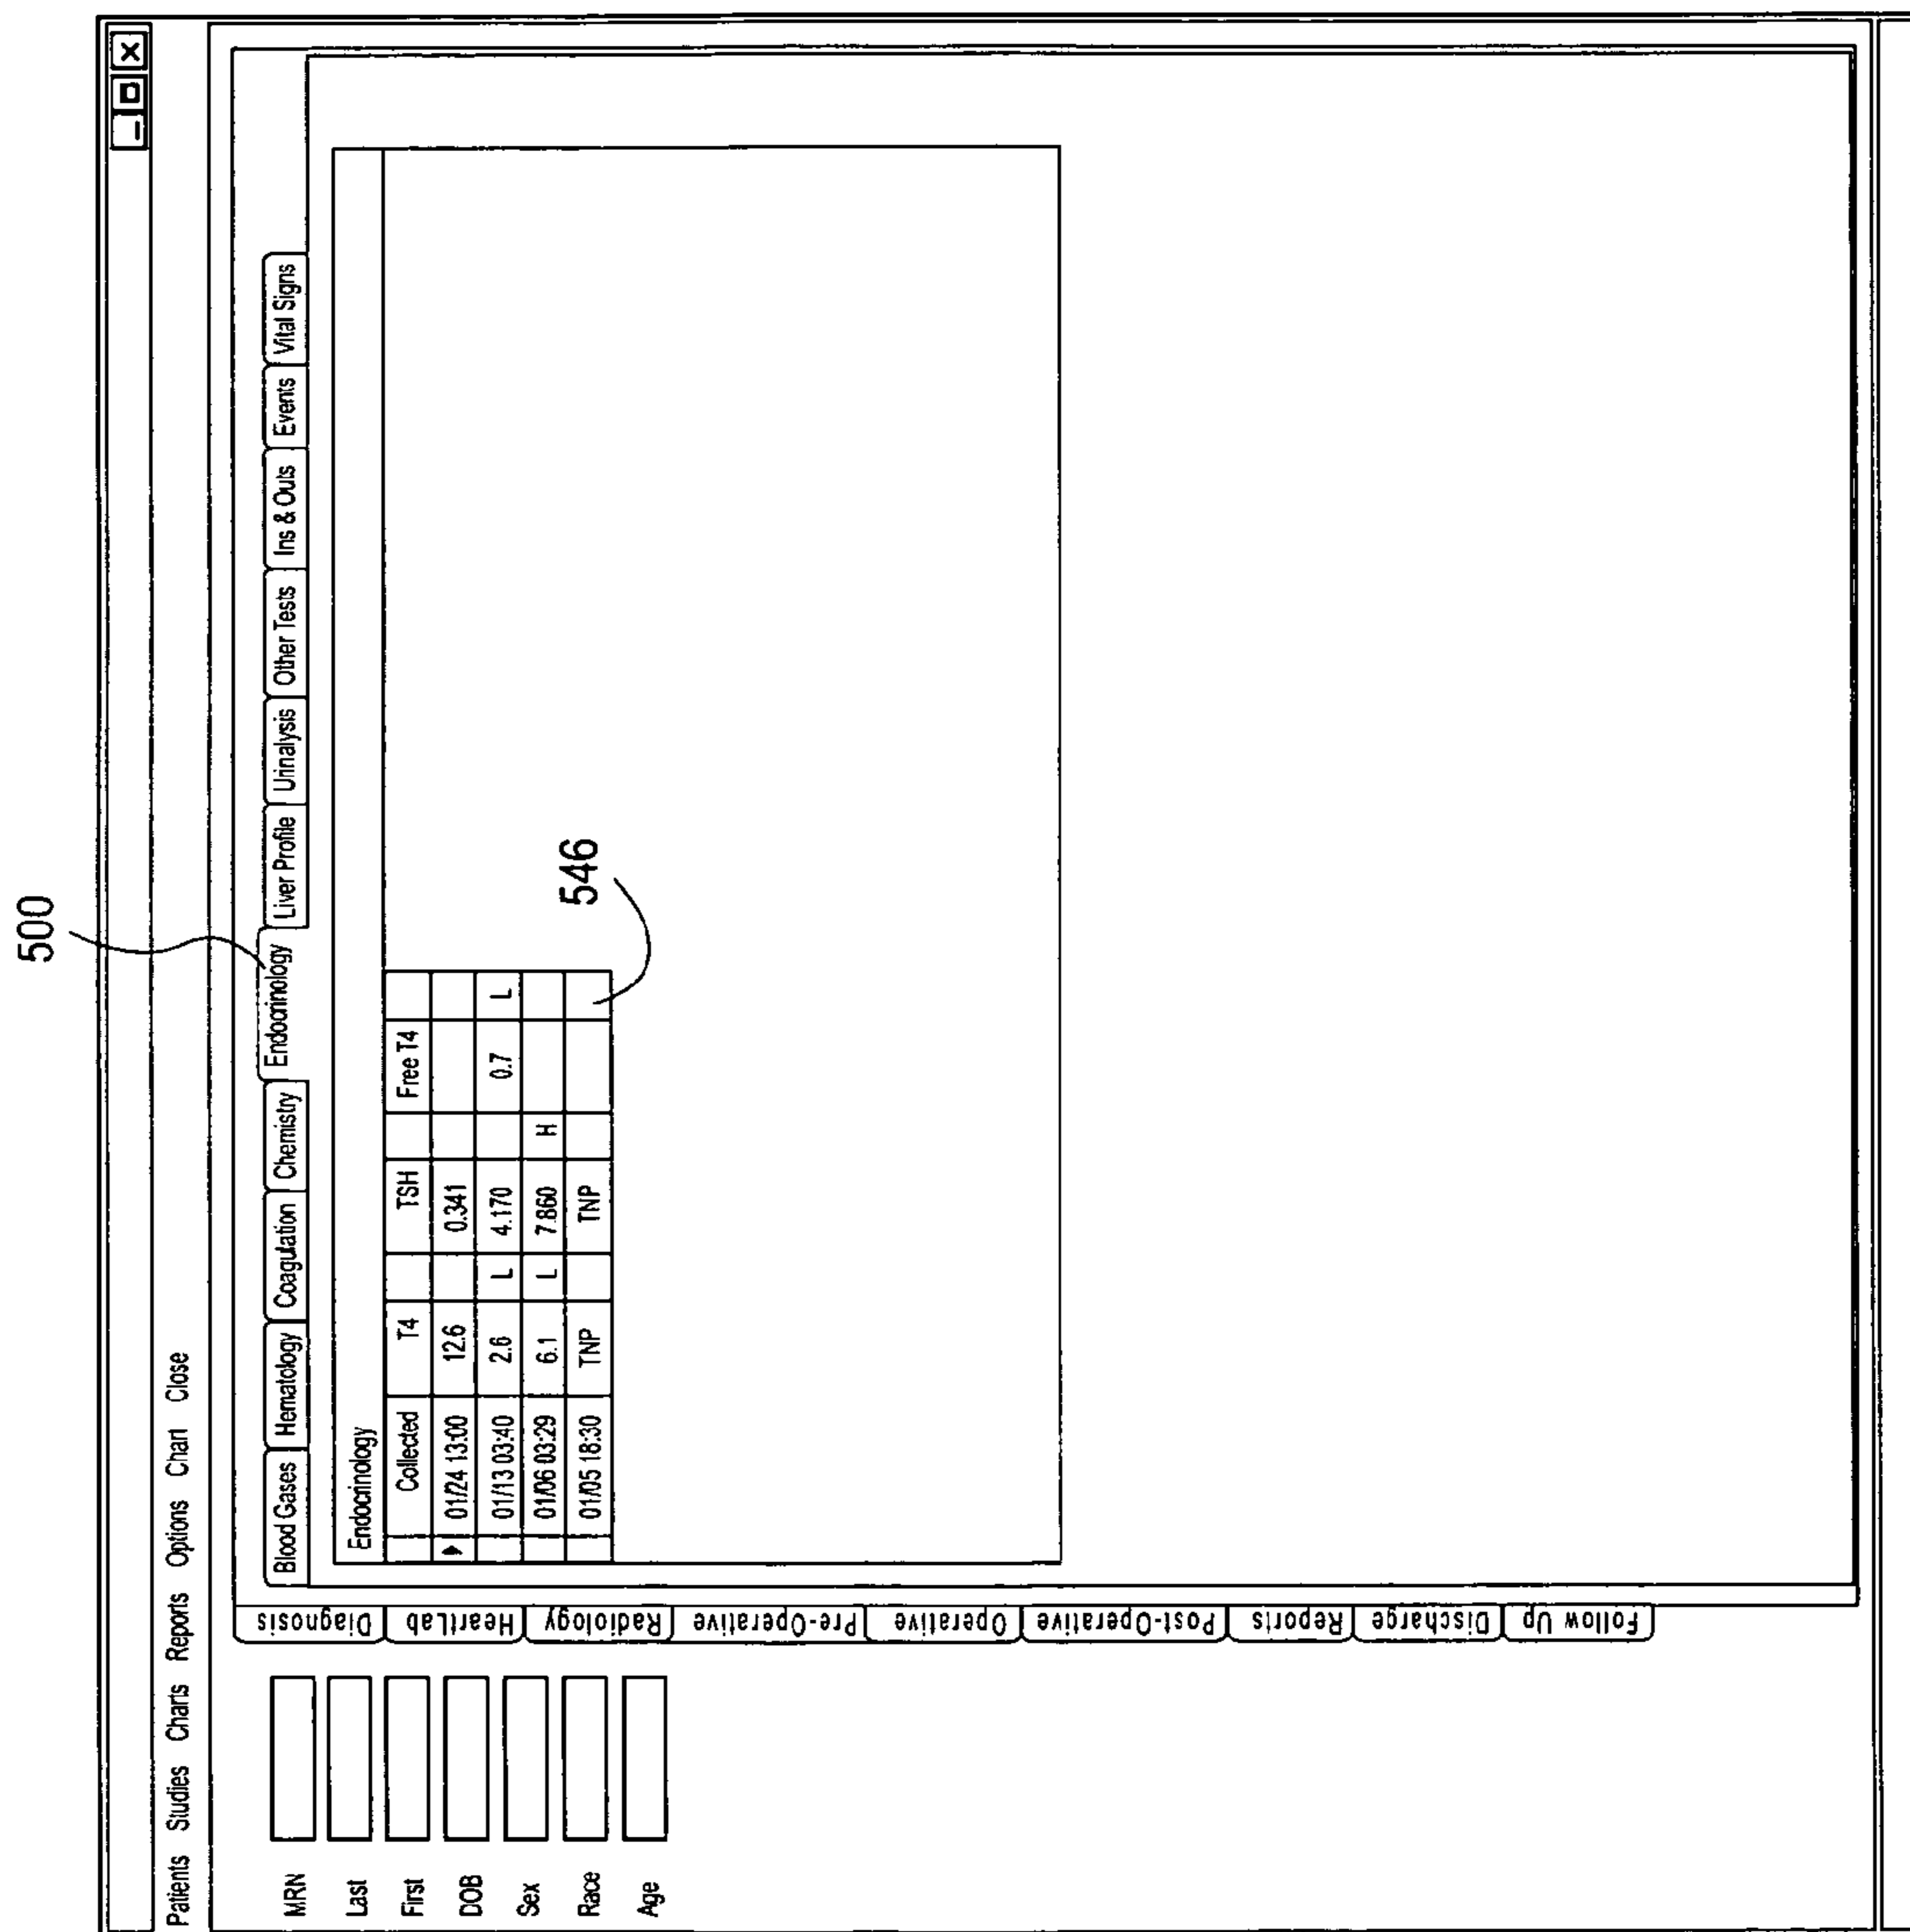 500
Patients Studies Charts Reports Options Chart Close
Blood Gases Hematology Coagulation Chemistry Endocrinology Liver Profile Urinalysis Other Tests Ins & Outs Events Vital Signs
MRN
Last
First
DOB
Sex
Race
Age
Diagnosis
HeartLab
Radiology
Pre-Operative
Operative
Post-Operative
Reports
Discharge
Follow Up
Endocrinology
Collected T4 TSH Free T4
01/24 13:00 12.6 0.341
01/13 03:40 2.6 L 4.170 0.7 L
01/06 03:29 6.1 L 7.860 H
01/05 18:30 TNP TNP
546